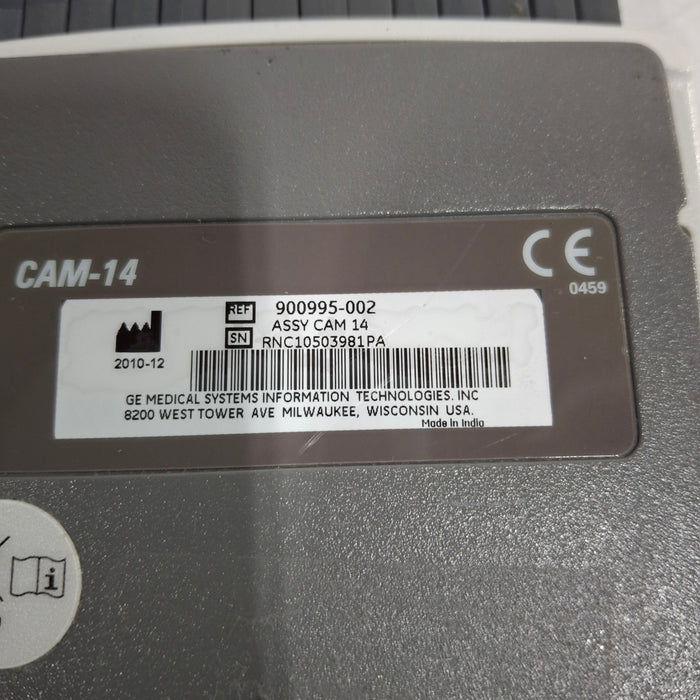 CAM-14
CE
0459
REF 900995-002
ASSY CAM 14
SN RNC10503981PA
2010-12
GE MEDICAL SYSTEMS INFORMATION TECHNOLOGIES. INC
8200 WEST TOWER AVE MILWAUKEE, WISCONSIN USA.
Made In India
i